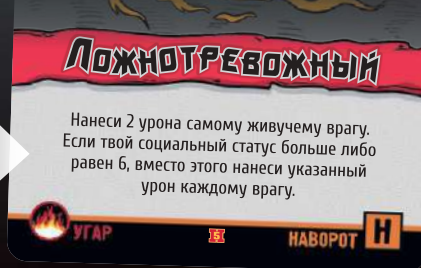 Ложнотревожный
Нанеси 2 урона самому живучему врагу.
Если твой социальный статус больше либо
равен 6, вместо этого нанеси указанный
урон каждому врагу.
УГАР
5
НАВОРОТ Н